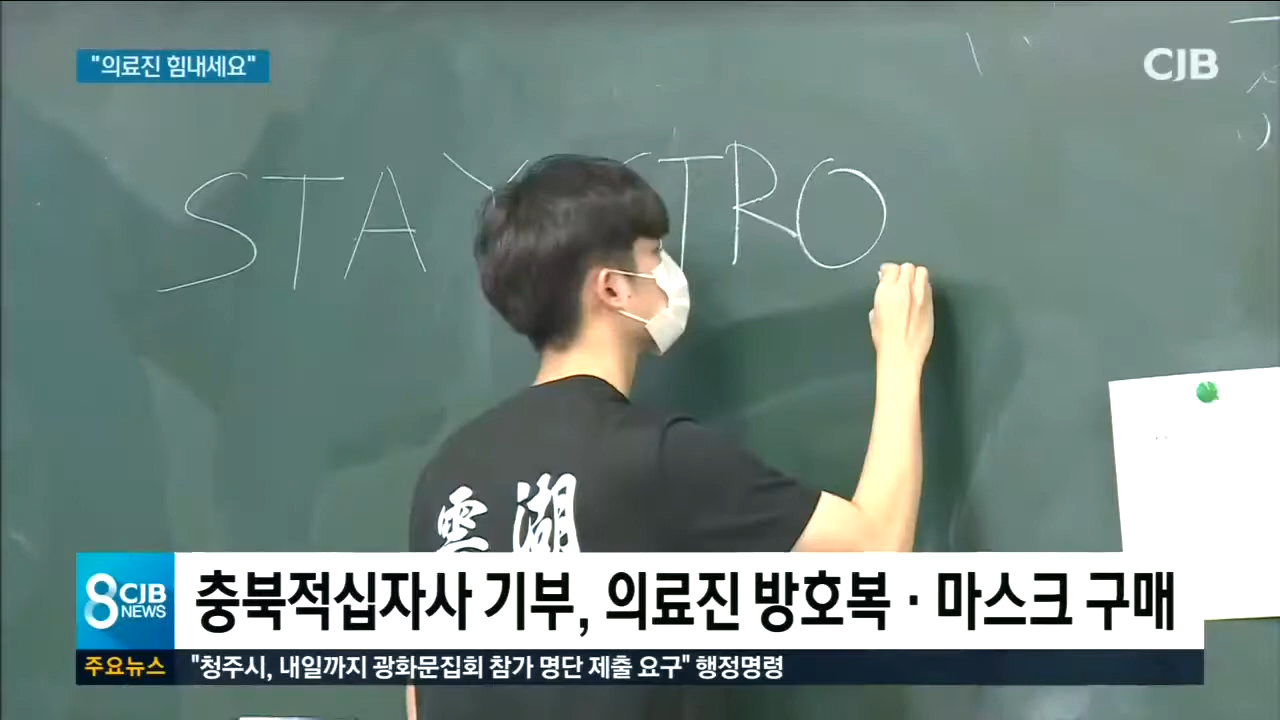 "의료진 힘내세요"
CJB
STAY STRO
雲湖
8 CJB NEWS
충북적십자사 기부, 의료진 방호복·마스크 구매
주요뉴스 "청주시, 내일까지 광화문집회 참가 명단 제출 요구" 행정명령